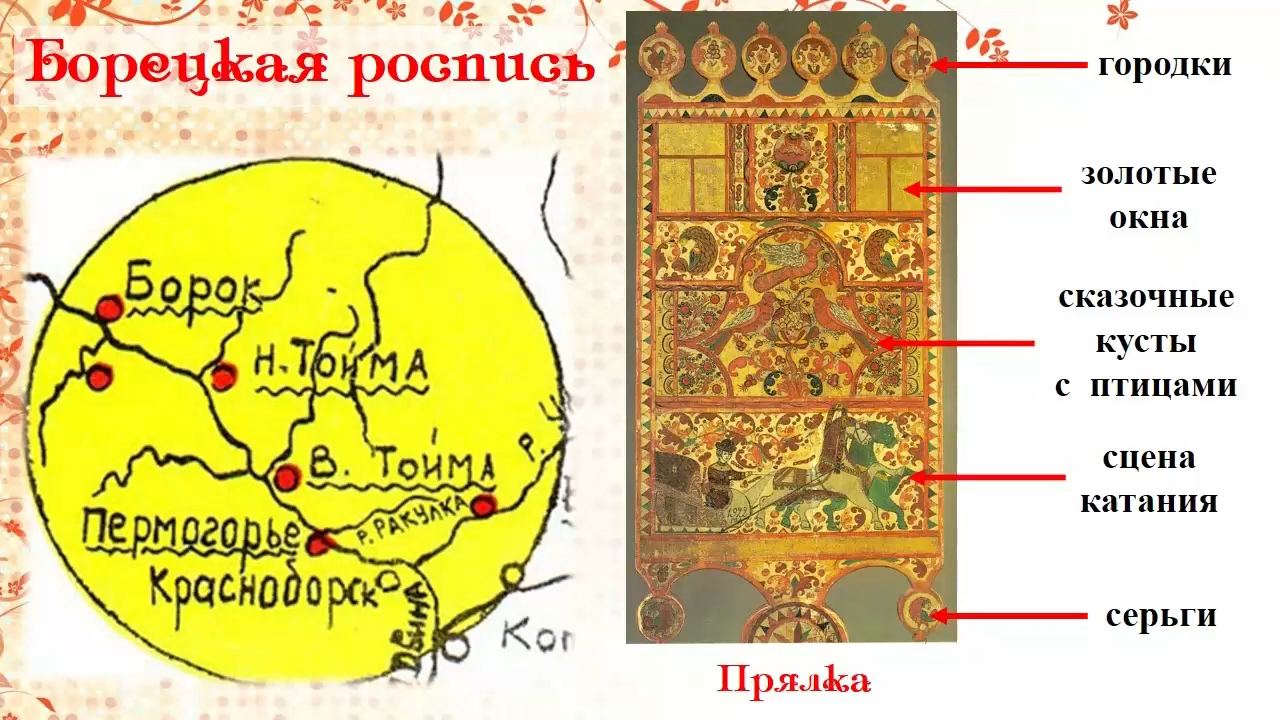 Борецкая роспись
Борок
Н. Тойма
В. Тойма
р. Ракулка
Пермогорье
Красноборск
Двина
Прялка
городки
золотые
окна
сказочные
кусты
с птицами
сцена
катания
серьги